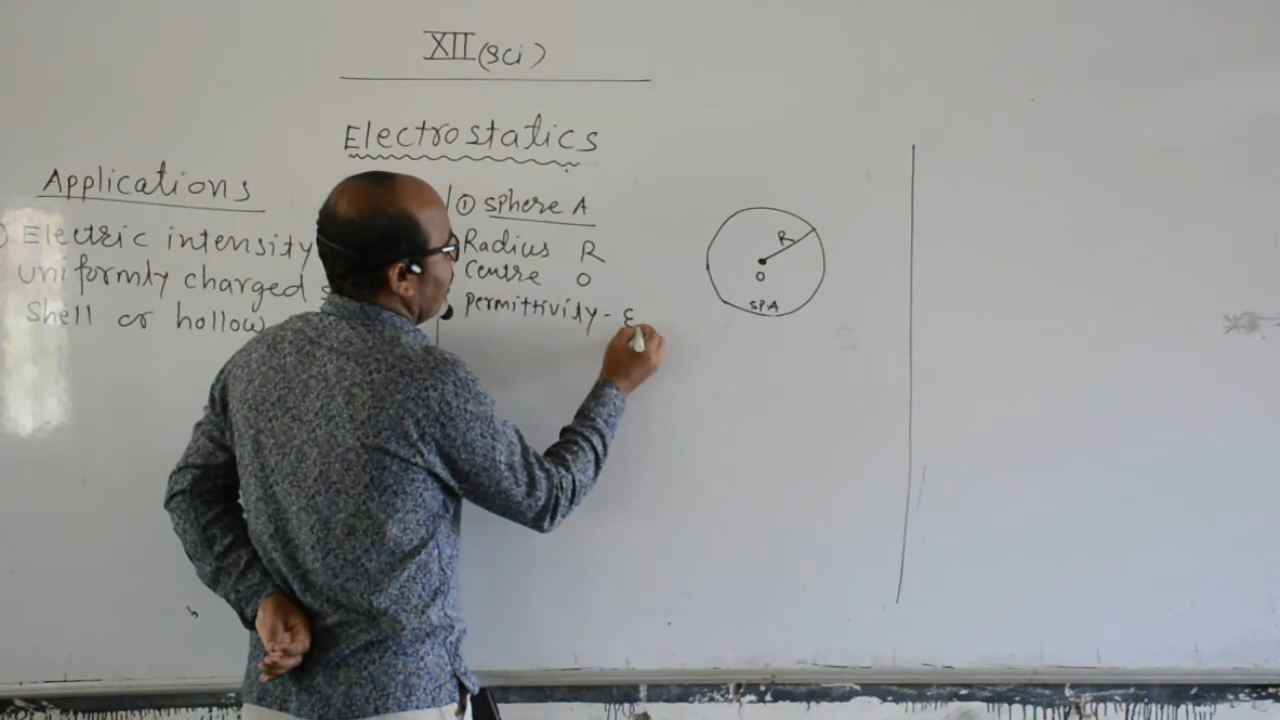 XII (Sci)
Electrostatics
Applications
Electric intensity
uniformly charged
Shell or hollow
① Sphere A
Radius R
Centre O
Permittivity - ε
R
O
SPA